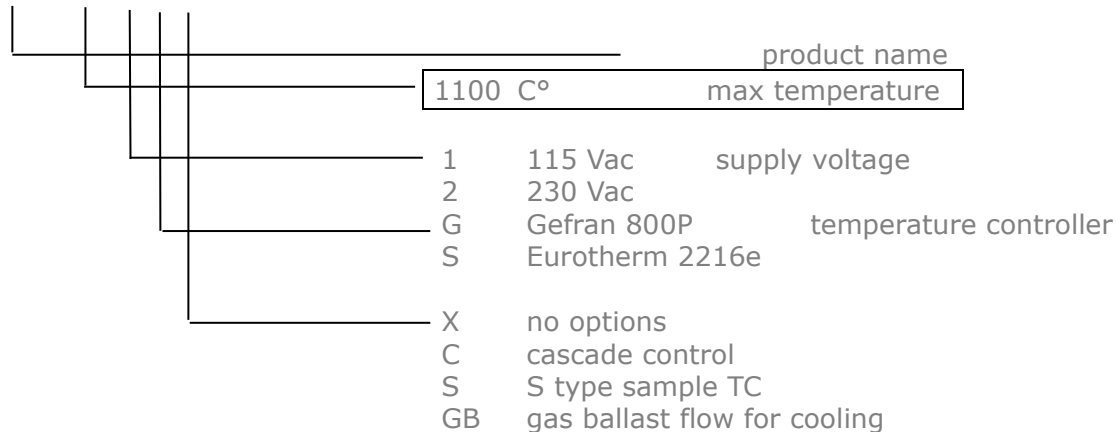 product name
1100 C° max temperature
1 115 Vac supply voltage
2 230 Vac
G Gefran 800P temperature controller
S Eurotherm 2216e
X no options
C cascade control
S S type sample TC
GB gas ballast flow for cooling